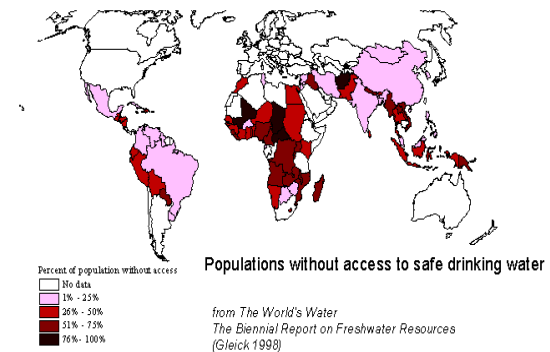 Populations without access to safe drinking water
Percent of population without access
No data
1% - 25%
26% - 50%
51% - 75%
76% - 100%
from The World's Water
The Biennial Report on Freshwater Resources
(Gleick 1998)